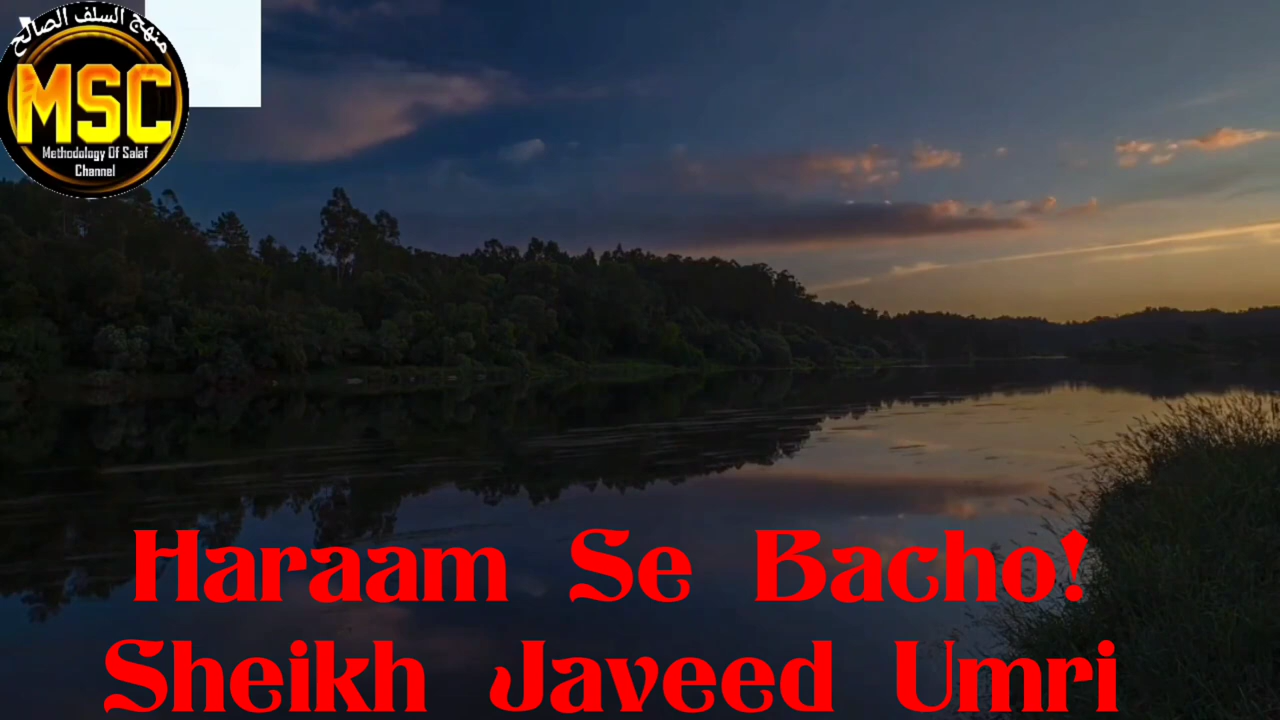 منهج السلف الصالح
MSC
Methodology Of Salaf
Channel
Haraam Se Bacho!
Sheikh Javeed Umri